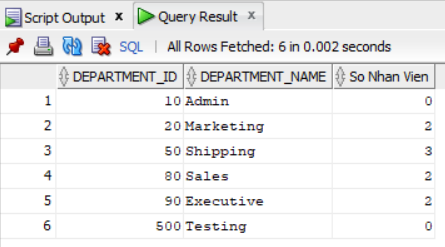 Script Output x Query Result x
SQL | All Rows Fetched: 6 in 0.002 seconds
DEPARTMENT_ID DEPARTMENT_NAME So Nhan Vien
1 10 Admin 0
2 20 Marketing 2
3 50 Shipping 3
4 80 Sales 2
5 90 Executive 2
6 500 Testing 0